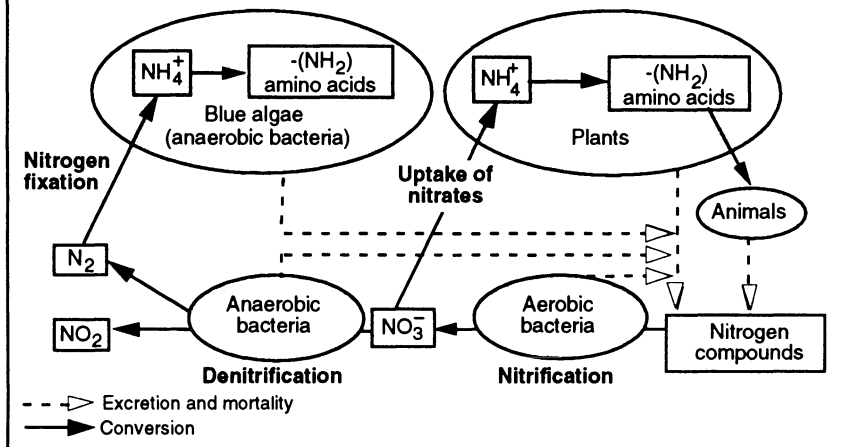 NH₄⁺
-(NH₂)
amino acids
Blue algae
(anaerobic bacteria)
NH₄⁺
-(NH₂)
amino acids
Plants
Nitrogen
fixation
Uptake of
nitrates
Animals
N₂
Anaerobic
bacteria
NO₃⁻
Aerobic
bacteria
NO₂
Nitrogen
compounds
Denitrification
Nitrification
Excretion and mortality
Conversion